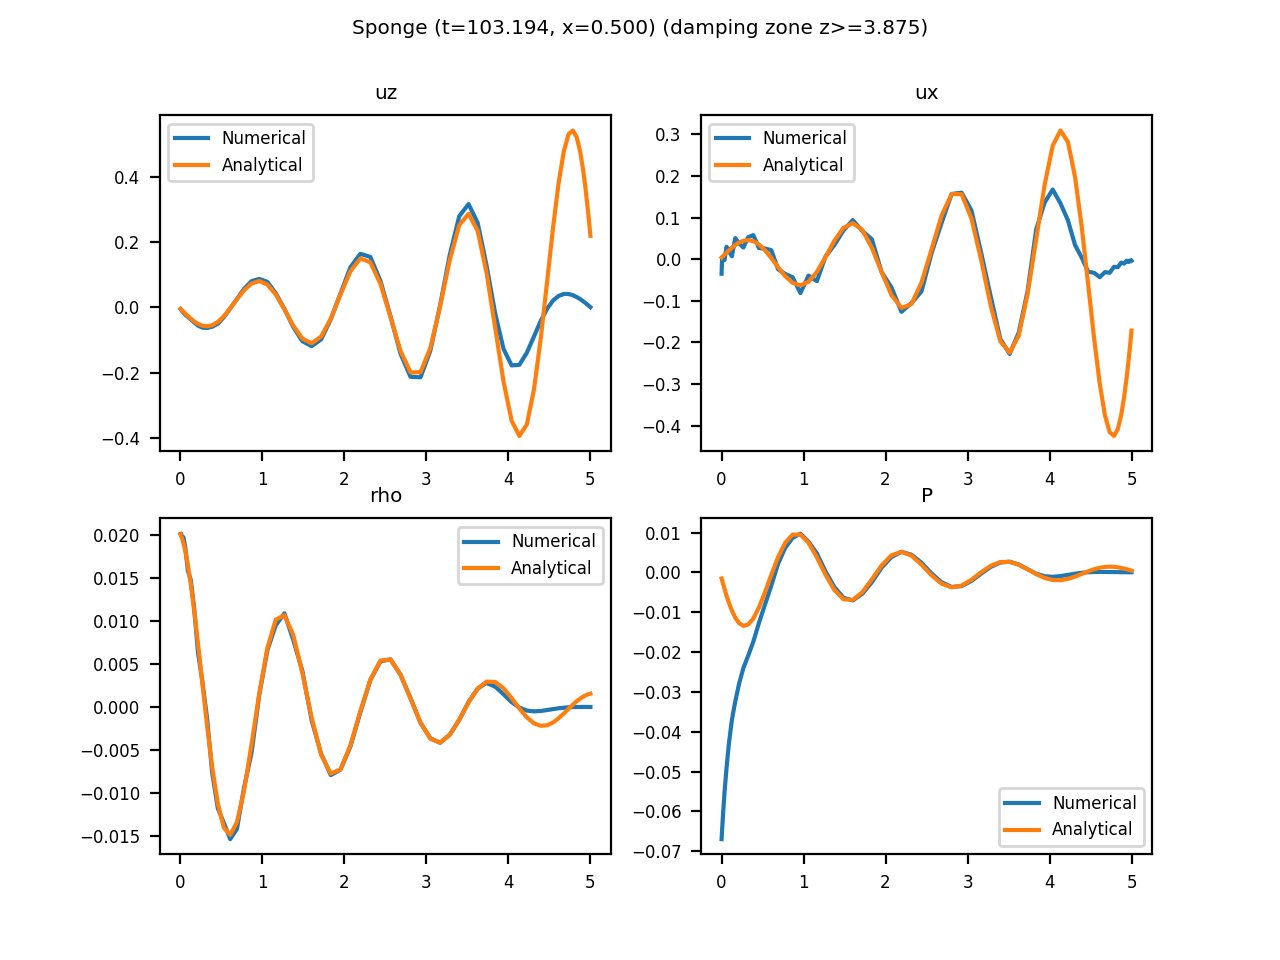 Sponge (t=103.194, x=0.500) (damping zone z>=3.875)
uz
Numerical
Analytical
0.4
0.2
0.0
−0.2
−0.4
0 1 2 3 4 5
ux
Numerical
Analytical
0.3
0.2
0.1
0.0
−0.1
−0.2
−0.3
−0.4
0 1 2 3 4 5
rho
Numerical
Analytical
0.020
0.015
0.010
0.005
0.000
−0.005
−0.010
−0.015
0 1 2 3 4 5
P
0.01
0.00
−0.01
−0.02
−0.03
−0.04
−0.05
−0.06
−0.07
Numerical
Analytical
0 1 2 3 4 5